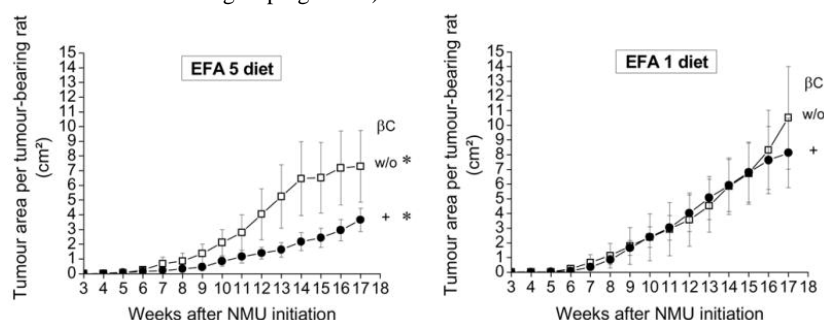 Tumour area per tumour-bearing rat
(cm²)
15
14
13
12
11
10
9
8
7
6
5
4
3
2
1
0
EFA 5 diet
βC
w/o *
+ *
3 4 5 6 7 8 9 10 11 12 13 14 15 16 17 18
Weeks after NMU initiation
Tumour area per tumour-bearing rat
(cm²)
15
14
13
12
11
10
9
8
7
6
5
4
3
2
1
0
EFA 1 diet
βC
w/o
+
3 4 5 6 7 8 9 10 11 12 13 14 15 16 17 18
Weeks after NMU initiation